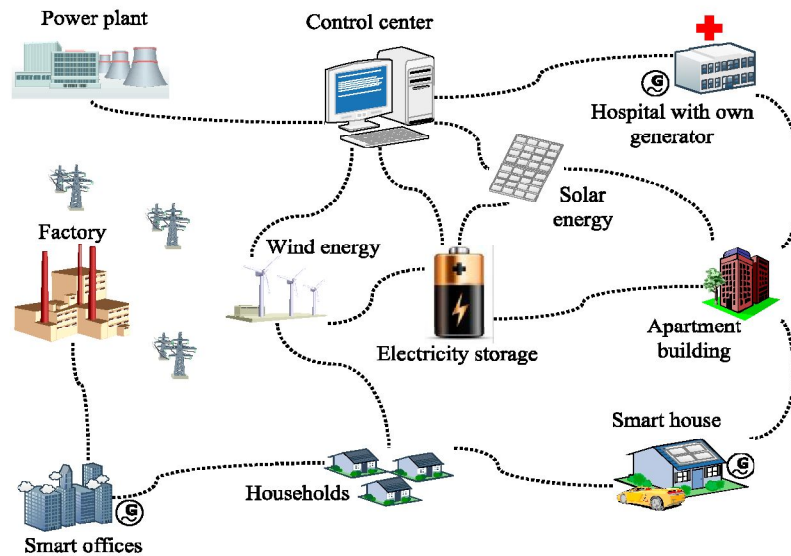 Power plant
Control center
Hospital with own
generator
G
Solar
energy
Factory
Wind energy
Electricity storage
Apartment
building
Smart house
G
Households
G
Smart offices